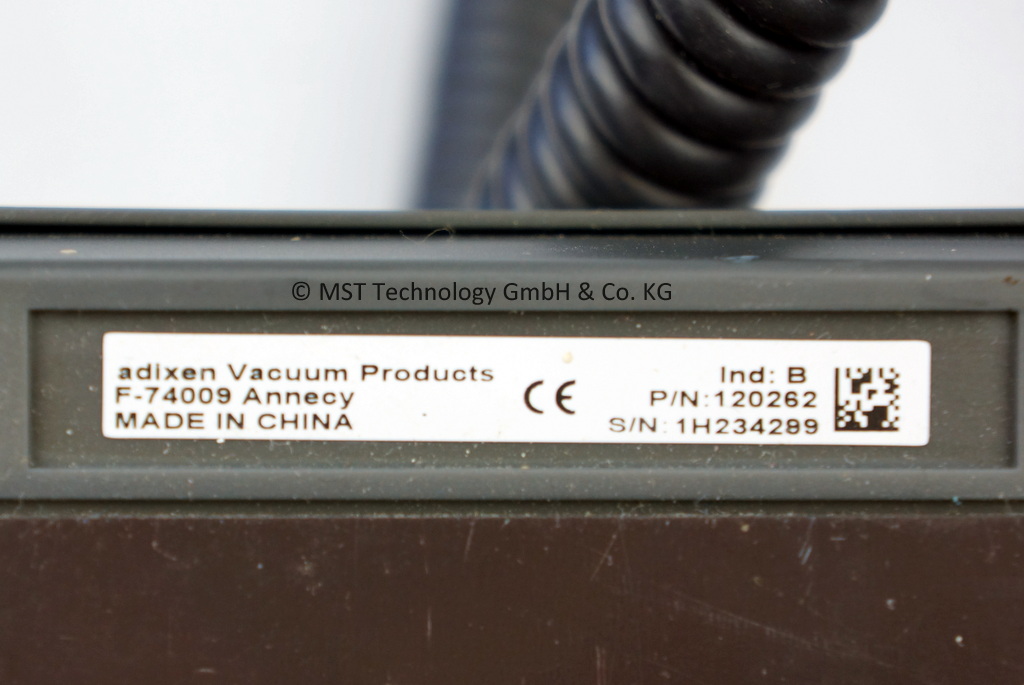 © MST Technology GmbH & Co. KG
adixen Vacuum Products
F-74009 Annecy
MADE IN CHINA
CE
Ind: B
P/N:120262
S/N: 1H234289